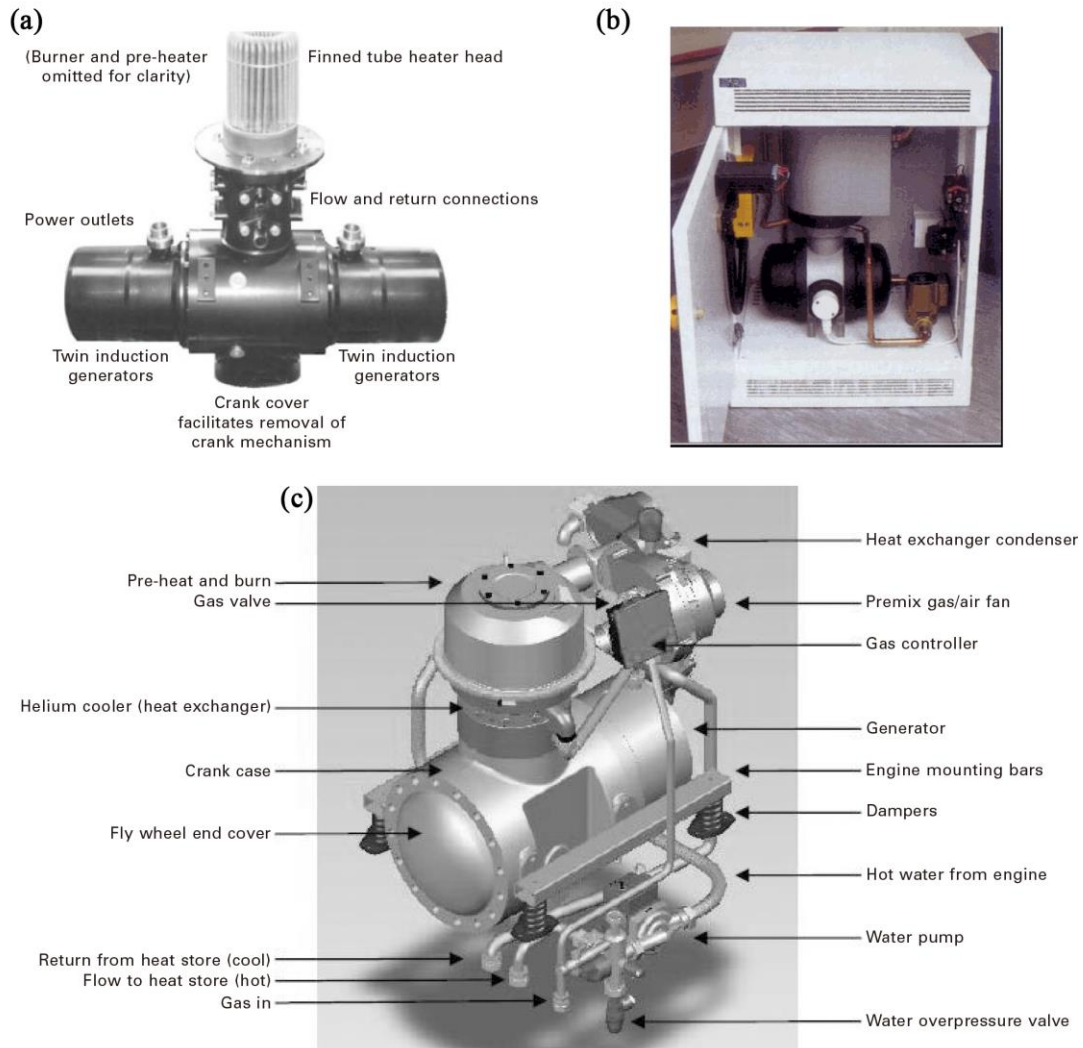 (a)
(Burner and pre-heater
omitted for clarity)
Finned tube heater head
Flow and return connections
Power outlets
Twin induction
generators
Twin induction
generators
Crank cover
facilitates removal of
crank mechanism
(b)
(c)
Pre-heat and burn
Gas valve
Helium cooler (heat exchanger)
Crank case
Fly wheel end cover
Return from heat store (cool)
Flow to heat store (hot)
Gas in
Heat exchanger condenser
Premix gas/air fan
Gas controller
Generator
Engine mounting bars
Dampers
Hot water from engine
Water pump
Water overpressure valve